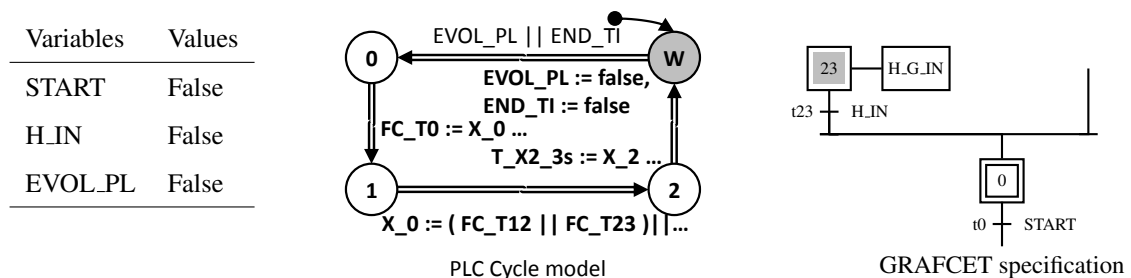 Variables Values
START False
H_IN False
EVOL_PL False
EVOL_PL || END_TI
0
W
EVOL_PL := false,
END_TI := false
FC_T0 := X_0 ...
T_X2_3s := X_2 ...
1
2
X_0 := ( FC_T12 || FC_T23 )||...
PLC Cycle model
23
H_G_IN
t23 H_IN
0
t0 START
GRAFCET specification